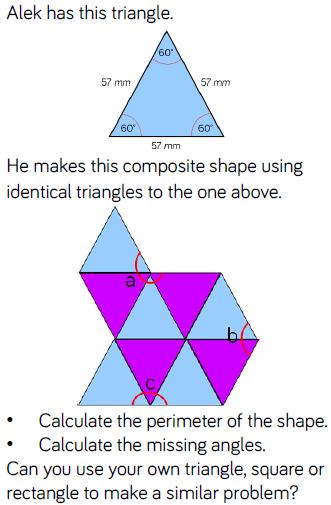 Alek has this triangle.
60°
57 mm 57 mm
60° 60°
57 mm
He makes this composite shape using
identical triangles to the one above.
a
b
c
• Calculate the perimeter of the shape.
• Calculate the missing angles.
Can you use your own triangle, square or
rectangle to make a similar problem?